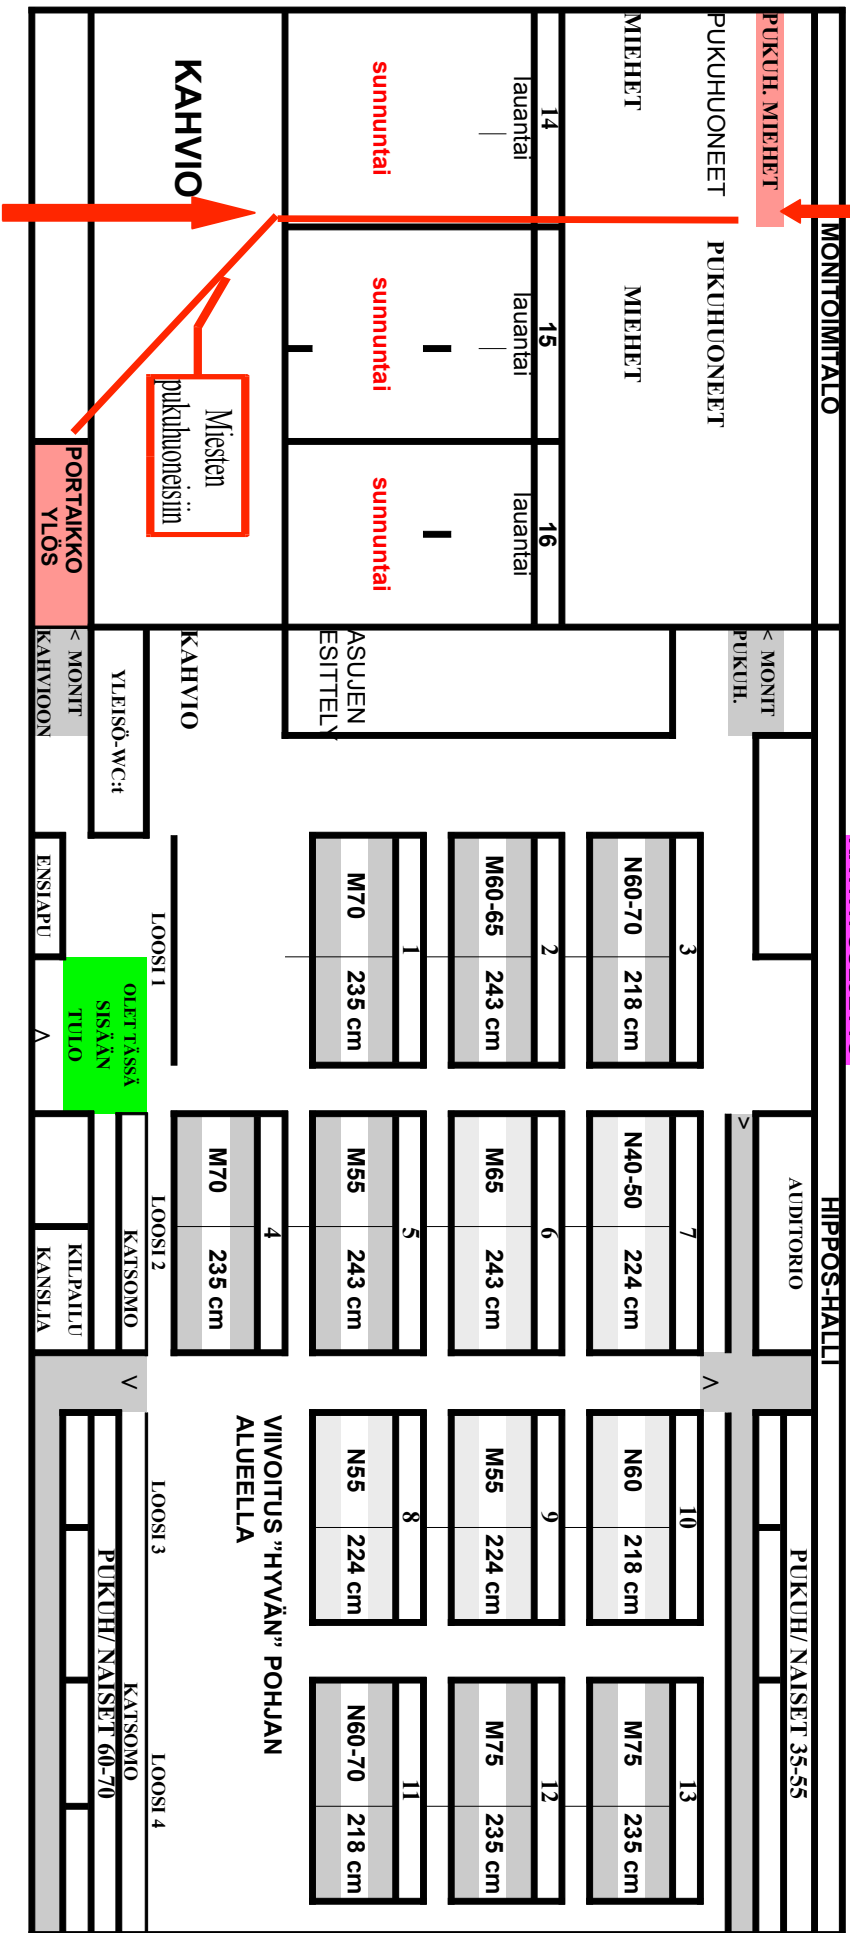 MONITOIMITALO
HIPPOS-HALLI
PUKUH. MIEHET
PUKUHUONEET
PUKUHUONEET
MIEHET
MIEHET
14
15
16
lauantai
lauantai
lauantai
sunnuntai
sunnuntai
sunnuntai
KAHVIO
Miesten
pukuhuoneisiin
PORTAIKKO
YLÖS
< MONIT
PUKUH.
ASUJEN
ESITTELY
KAHVIO
YLEISÖ-WC:t
< MONIT
KAHVIOON
AUDITORIO
PUKUH/ NAISET 35-55
>
<
3
N60-70 218 cm
7
N40-50 224 cm
10
N60 218 cm
13
M75 235 cm
2
M60-65 243 cm
6
M65 243 cm
9
M55 224 cm
12
M75 235 cm
1
M70 235 cm
5
M55 243 cm
8
N55 224 cm
11
N60-70 218 cm
4
M70 235 cm
VIIVOITUS ”HYVÄN” POHJAN
ALUEELLA
LOOSI 1
LOOSI 2
LOOSI 3
LOOSI 4
OLET TÄSSÄ
SISÄÄN
TULO
KATSOMO
KATSOMO
PUKUH/ NAISET 60-70
ENSIAPU
<
KILPAILU
KANSLIA
<